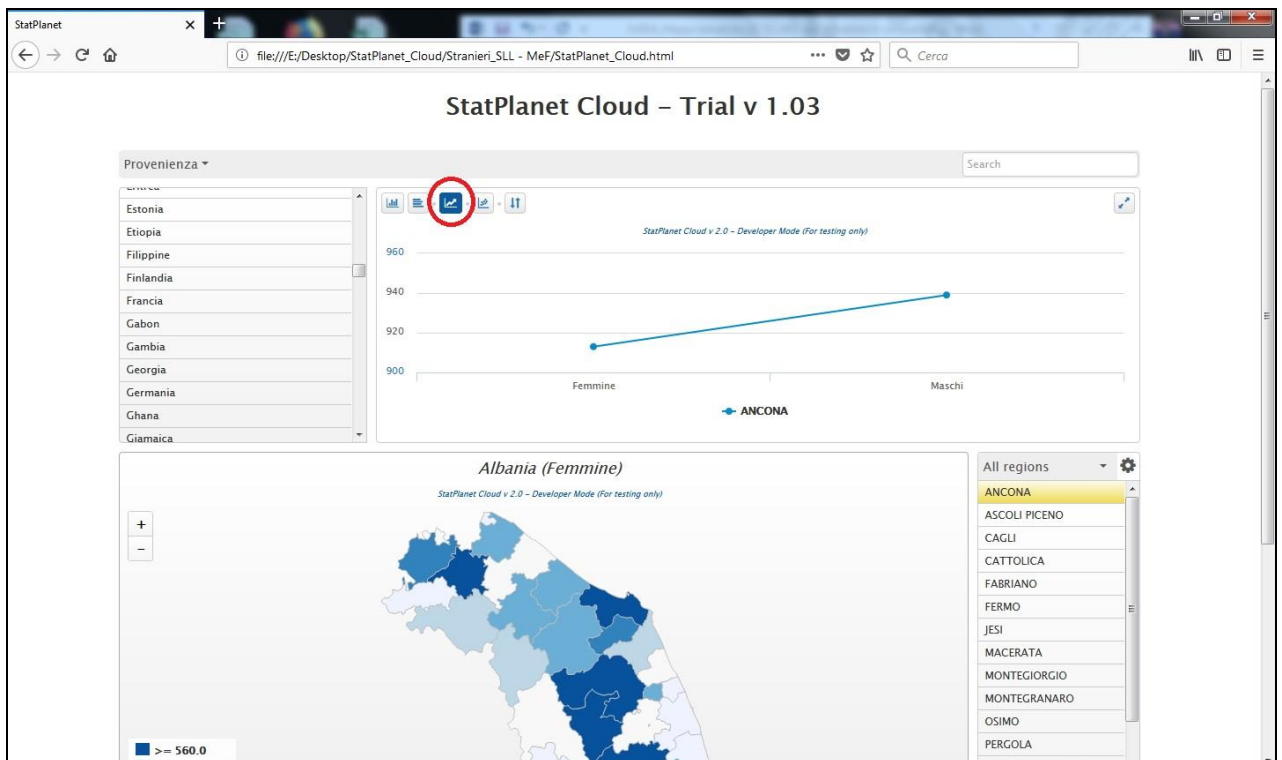 StatPlanet
file:///E:/Desktop/StatPlanet_Cloud/Stranieri_SLL - MeF/StatPlanet_Cloud.html
Cerca
StatPlanet Cloud – Trial v 1.03
Provenienza
Search
Eritrea
Estonia
Etiopia
Filippine
Finlandia
Francia
Gabon
Gambia
Georgia
Germania
Ghana
Giamaica
StatPlanet Cloud v 2.0 – Developer Mode (For testing only)
960
940
920
900
Femmine
Maschi
ANCONA
Albania (Femmine)
StatPlanet Cloud v 2.0 – Developer Mode (For testing only)
+
−
>= 560.0
All regions
ANCONA
ASCOLI PICENO
CAGLI
CATTOLICA
FABRIANO
FERMO
JESI
MACERATA
MONTEGIORGIO
MONTEGRANARO
OSIMO
PERGOLA